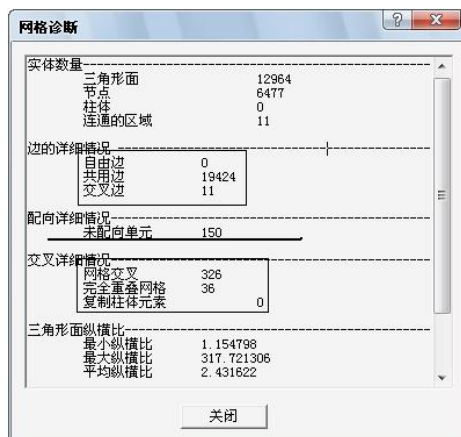 网格诊断
实体数量
三角形面 12964
节点 6477
柱体 0
连通的区域 11
边的详细情况
自由边 0
共用边 19424
交叉边 11
配向详细情况
未配向单元 150
交叉详细情况
网格交叉 326
完全重叠网格 36
复制柱体元素 0
三角形面纵横比
最小纵横比 1.154798
最大纵横比 317.721306
平均纵横比 2.431622
关闭